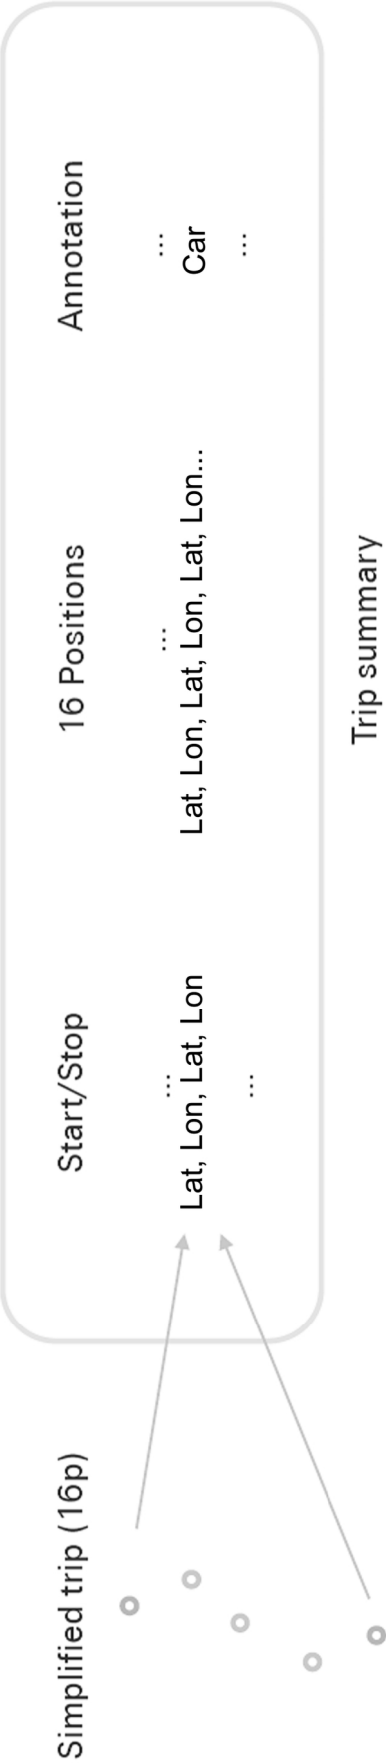 Simplified trip (16p)
Start/Stop
16 Positions
Annotation
...
...
...
Lat, Lon, Lat, Lon
Lat, Lon, Lat, Lon, Lat, Lon...
Car
...
...
Trip summary